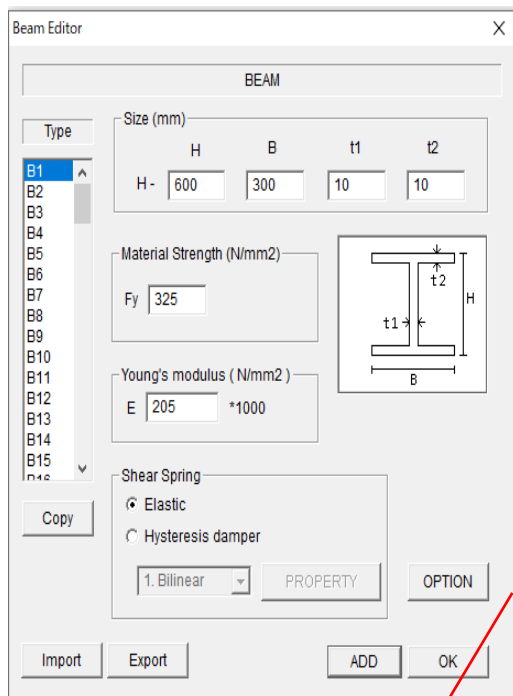 Beam Editor X
BEAM
Type
B1
B2
B3
B4
B5
B6
B7
B8
B9
B10
B11
B12
B13
B14
B15
B16
Copy
Size (mm)
H B t1 t2
H - 600 300 10 10
Material Strength (N/mm2)
Fy 325
t2
H
t1
B
Young's modulus ( N/mm2 )
E 205 *1000
Shear Spring
Elastic
Hysteresis damper
1. Bilinear PROPERTY OPTION
Import Export ADD OK